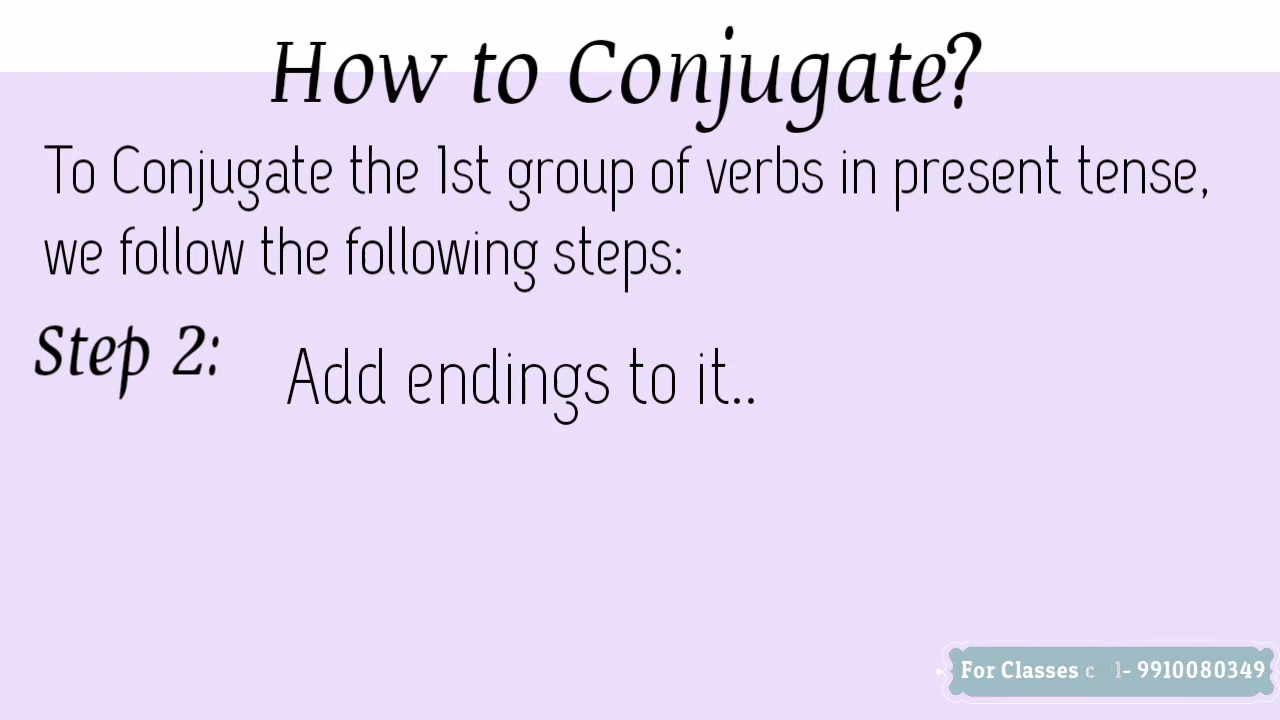 How to Conjugate?
To Conjugate the 1st group of verbs in present tense,
we follow the following steps:
Step 2:
Add endings to it..
For Classes - 9910080349